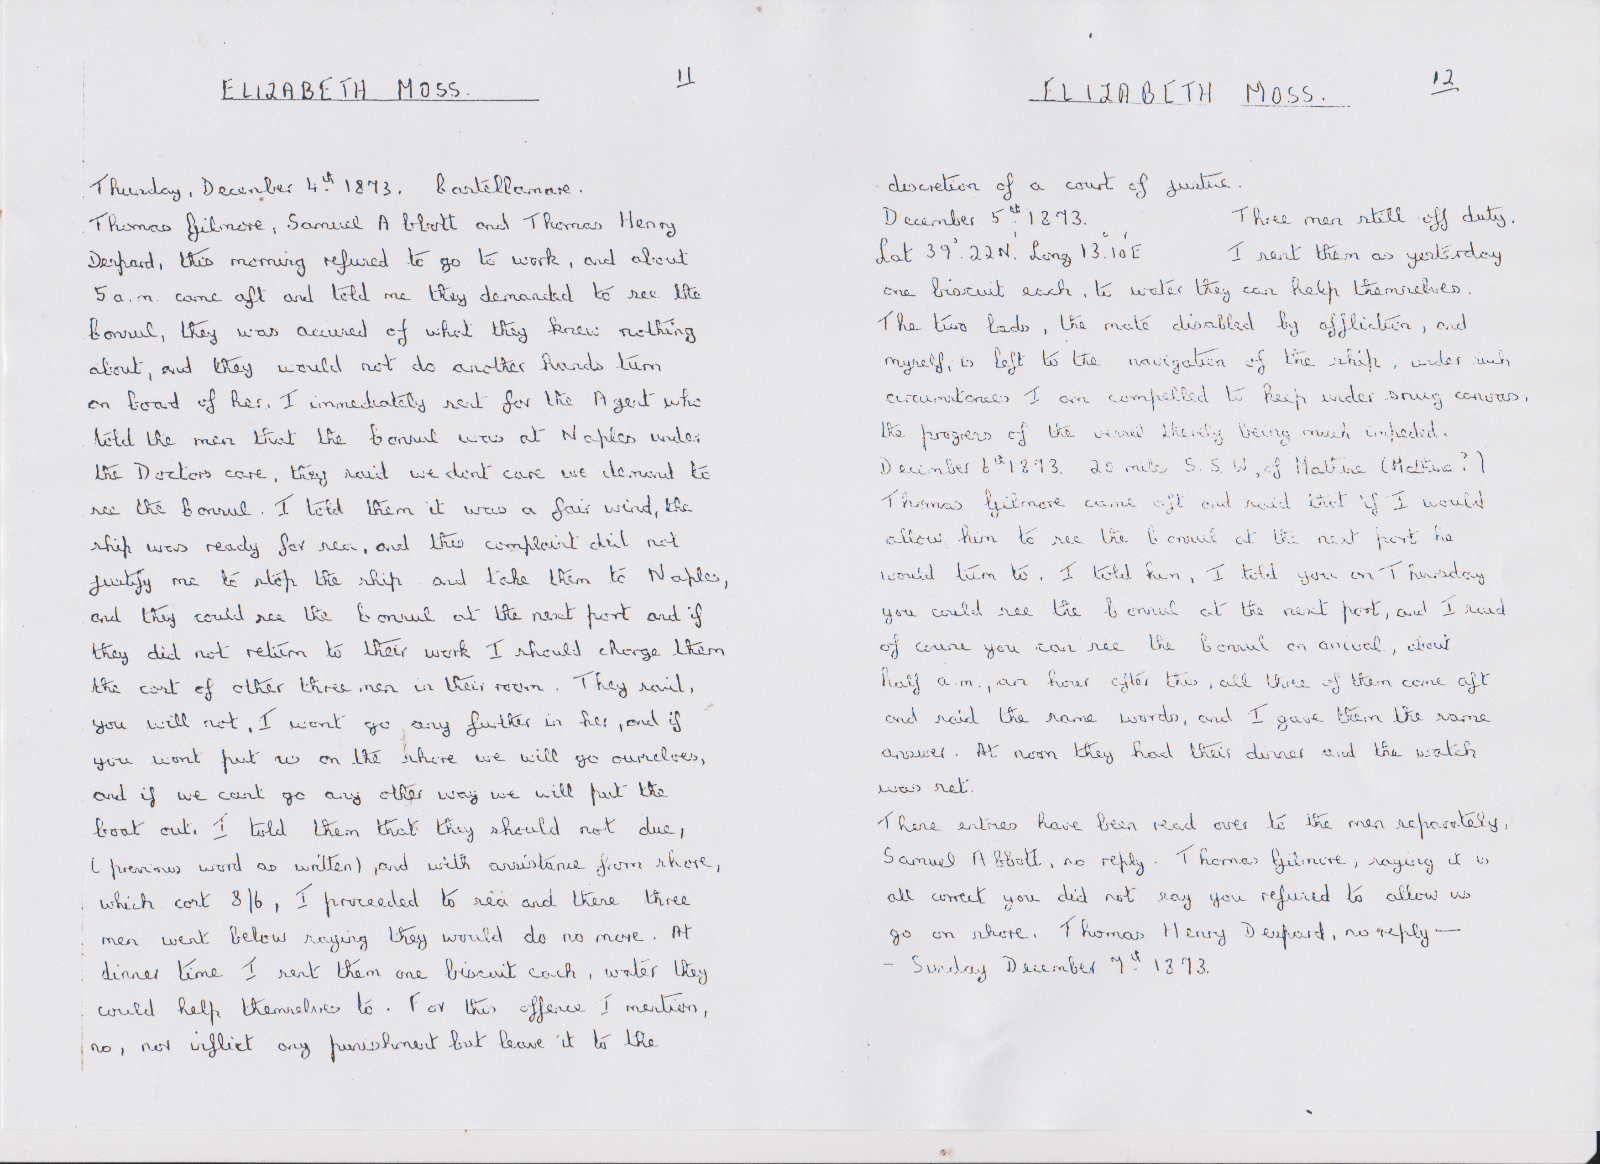 ELIZABETH MOSS. 11
Thursday, December 4th 1873. Castellamare.
Thomas Gilmore, Samuel Abbott and Thomas Henry
Despard, this morning refused to go to work, and about
5 a.m. came aft and told me they demanded to see the
Consul, they was accused of what they knew nothing
about, and they would not do another hands turn
on board of her. I immediately sent for the Agent who
told the men that the Consul was at Naples under
the Doctors care, they said we dont care we demand to
see the Consul. I told them it was a fair wind, the
ship was ready for sea, and this complaint did not
justify me to stop the ship and take them to Naples,
and they could see the Consul at the next port and if
they did not return to their work I should charge them
the cost of other three men in their room. They said,
you will not, I wont go any further in her, and if
you wont put us on the shore we will go ourselves,
and if we cant go any other way we will put the
boat out. I told them that they should not due,
(previous word as written), and with assistance from shore,
which cost 8/6, I proceeded to sea and these three
men went below saying they would do no more. At
dinner time I sent them one biscuit each, water they
could help themselves to. For this offence I mention,
no, nor inflict any punishment but leave it to the
ELIZABETH MOSS. 12
discretion of a court of justice.
December 5th 1873. Three men still off duty.
Lat 39°.22'N. Long 13°.10'E I sent them as yesterday
one biscuit each, to water they can help themselves.
The two lads, the mate disabled by affliction, and
myself, is left to the navigation of the ship, under such
circumstances I am compelled to keep under snug canvas,
the progress of the vessel thereby being much impeded.
December 6th 1873. 20 mile S.S.W, of Mattine (Mettine?)
Thomas Gilmore came aft and said that if I would
allow him to see the Consul at the next port he
would turn to. I told him, I told you on Thursday
you could see the Consul at the next port, and I said
of course you can see the Consul on arrival, about
half a.m., an hour after this, all three of them came aft
and said the same words, and I gave them the same
answer. At noon they had their dinner and the watch
was set.
These entries have been read over to the men separately,
Samuel Abbott, no reply. Thomas Gilmore, saying it is
all correct you did not say you refused to allow us
go on shore. Thomas Henry Despard, no reply —
– Sunday December 7th 1873.